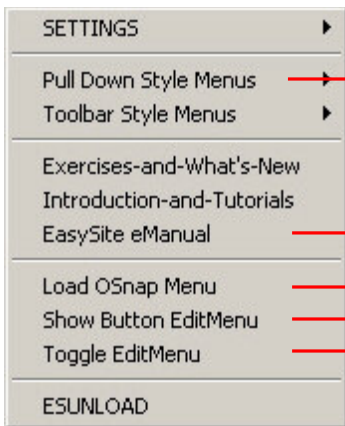 SETTINGS
Pull Down Style Menus
Toolbar Style Menus
Exercises-and-What's-New
Introduction-and-Tutorials
EasySite eManual
Load OSnap Menu
Show Button EditMenu
Toggle EditMenu
ESUNLOAD